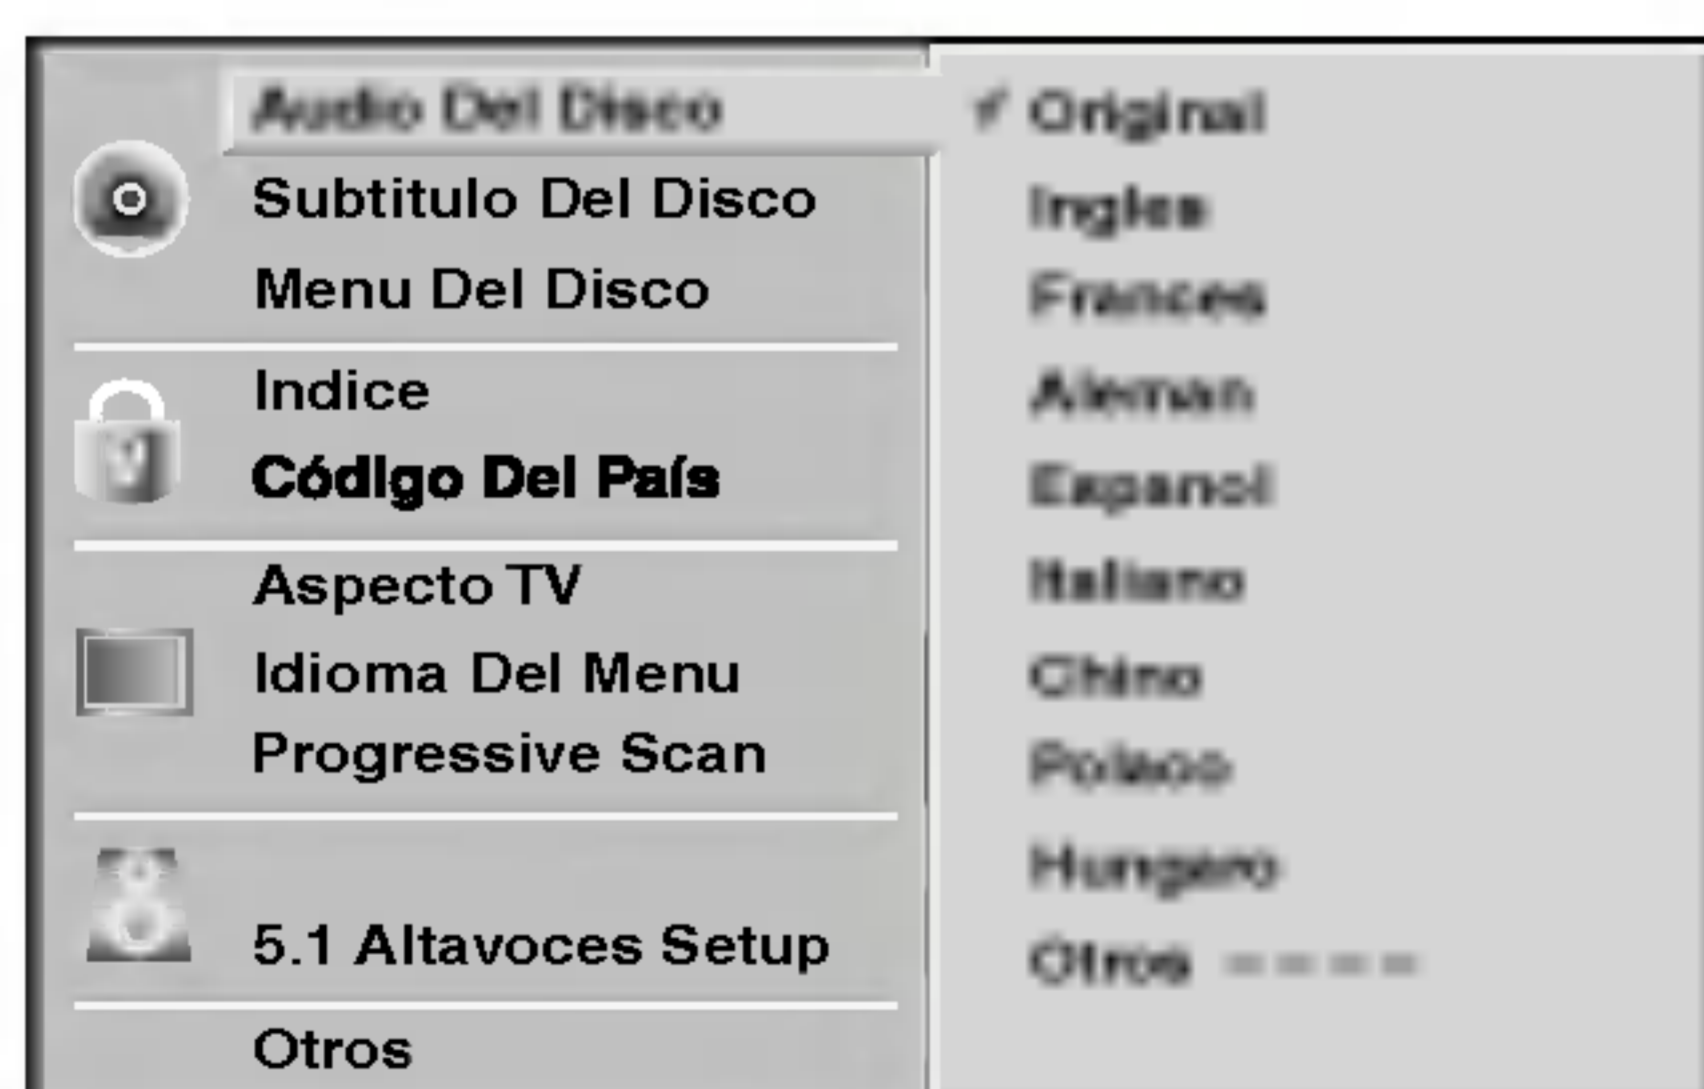 Audio Del Disco
Subtitulo Del Disco
Menu Del Disco
Indice
Código Del País
Aspecto TV
Idioma Del Menu
Progressive Scan
5.1 Altavoces Setup
Otros
✓ Original
Ingles
Frances
Aleman
Espanol
Italiano
Chino
Polaco
Hungaro
Otros – – – –